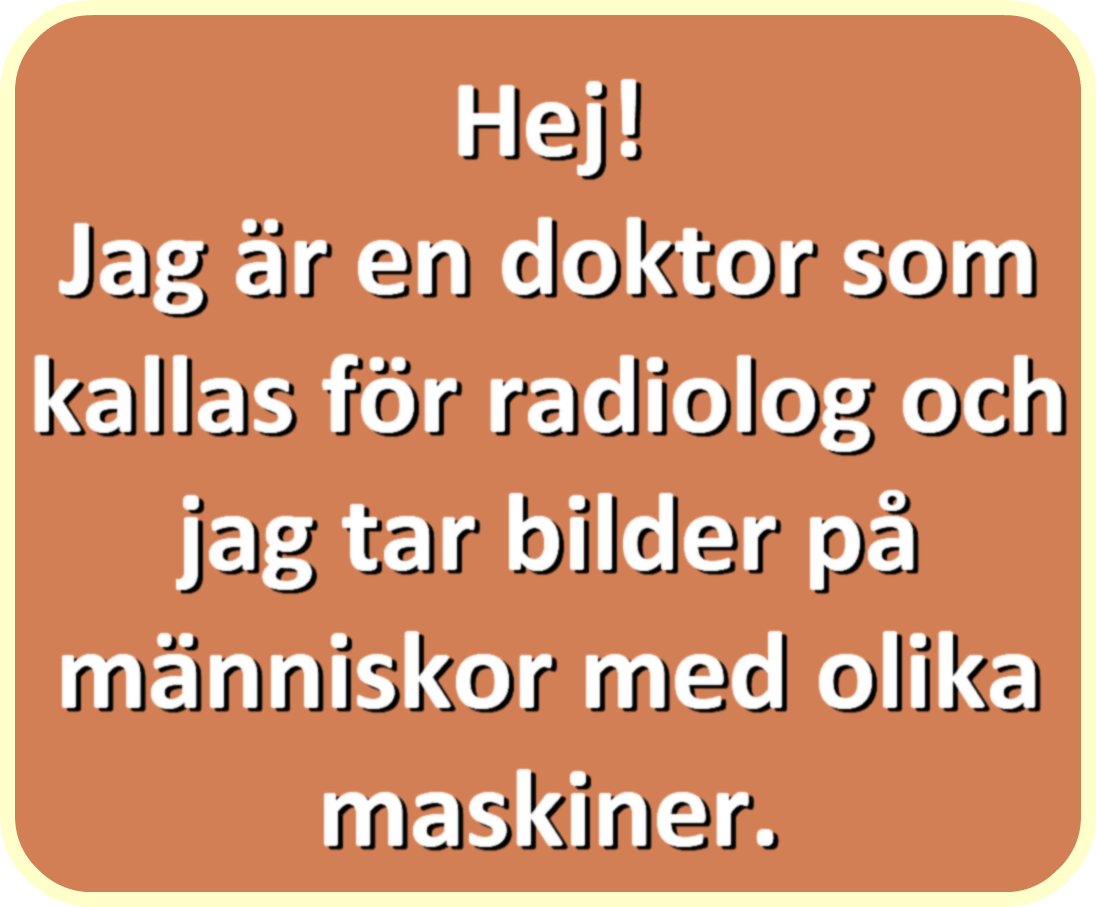 Hej!
Jag är en doktor som
kallas för radiolog och
jag tar bilder på
människor med olika
maskiner.